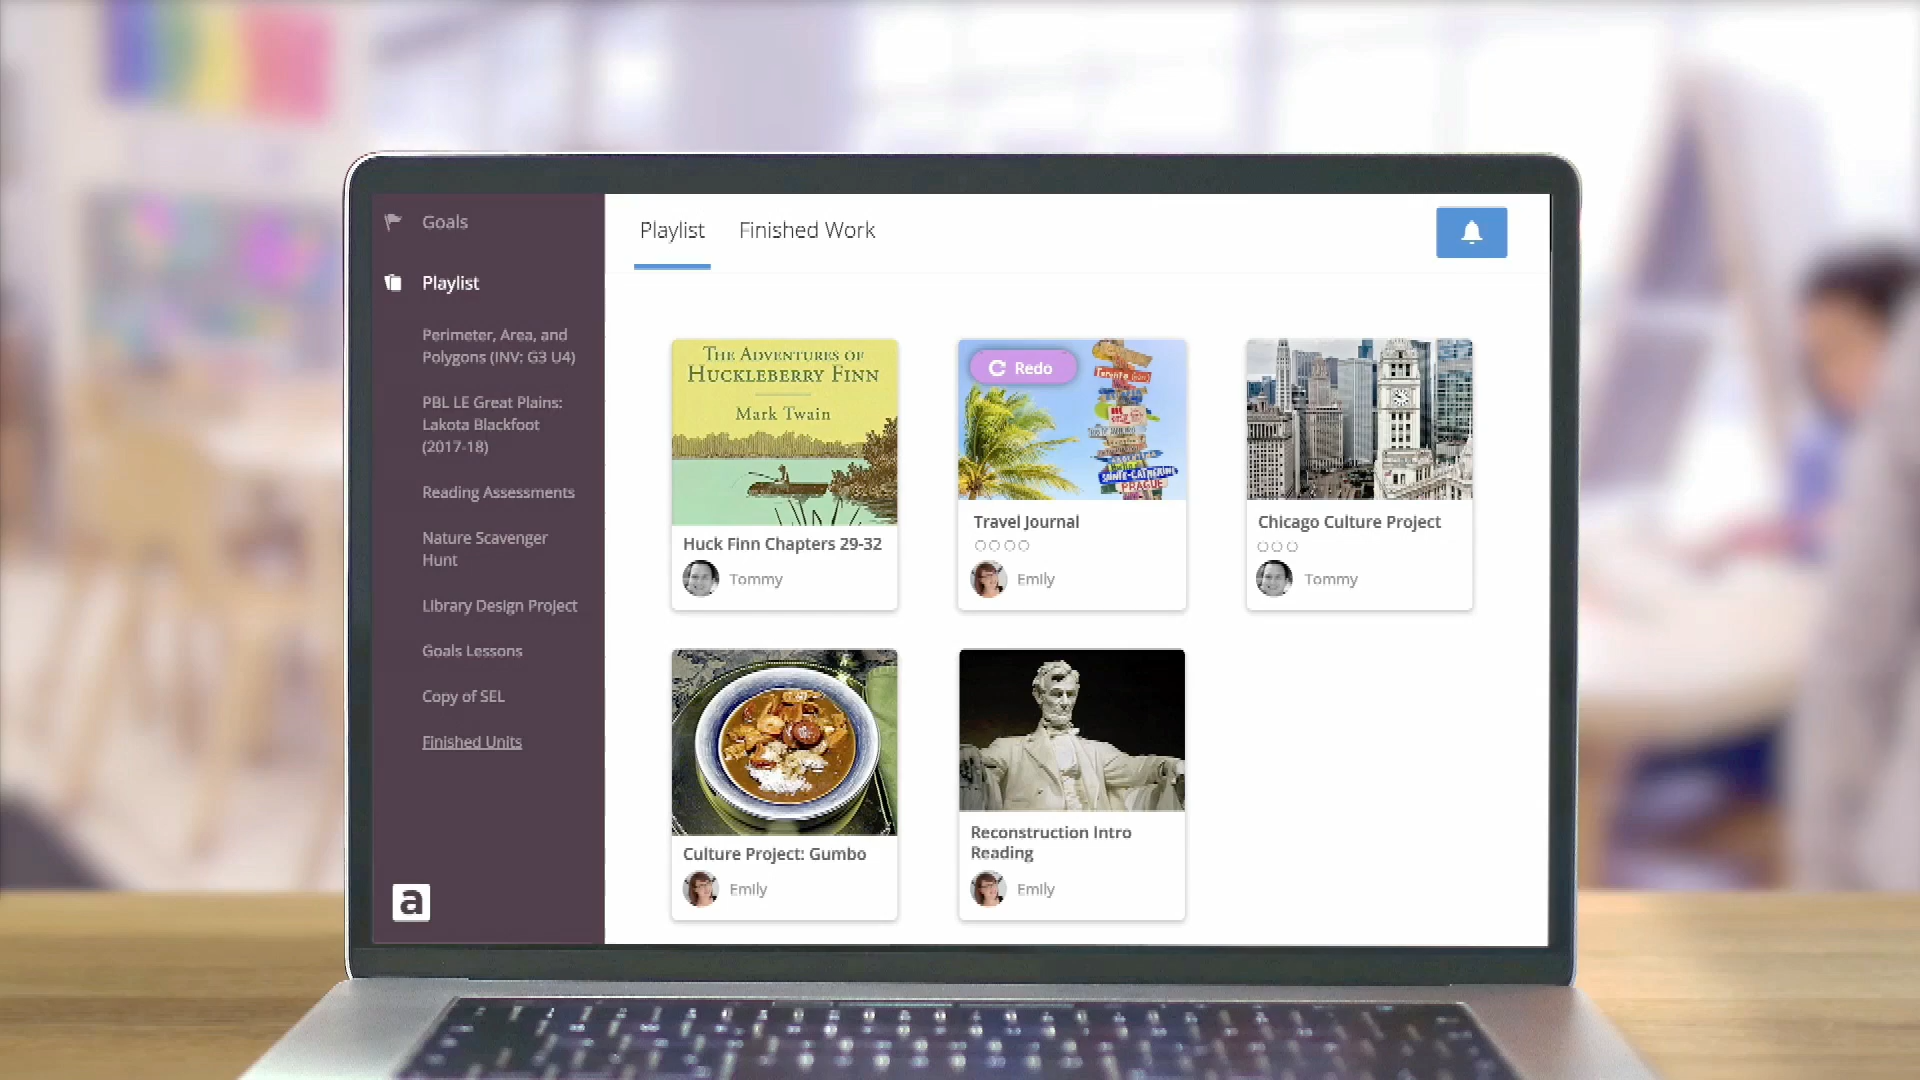 Goals
Playlist
Perimeter, Area, and
Polygons (INV: G3 U4)
PBL LE Great Plains:
Lakota Blackfoot
(2017-18)
Reading Assessments
Nature Scavenger
Hunt
Library Design Project
Goals Lessons
Copy of SEL
Finished Units
a
Playlist
Finished Work
THE ADVENTURES OF
HUCKLEBERRY FINN
Mark Twain
Huck Finn Chapters 29-32
Tommy
Redo
SAINTE-CATHERINE
PRAGUE
Travel Journal
Emily
Chicago Culture Project
Tommy
Culture Project: Gumbo
Emily
Reconstruction Intro
Reading
Emily